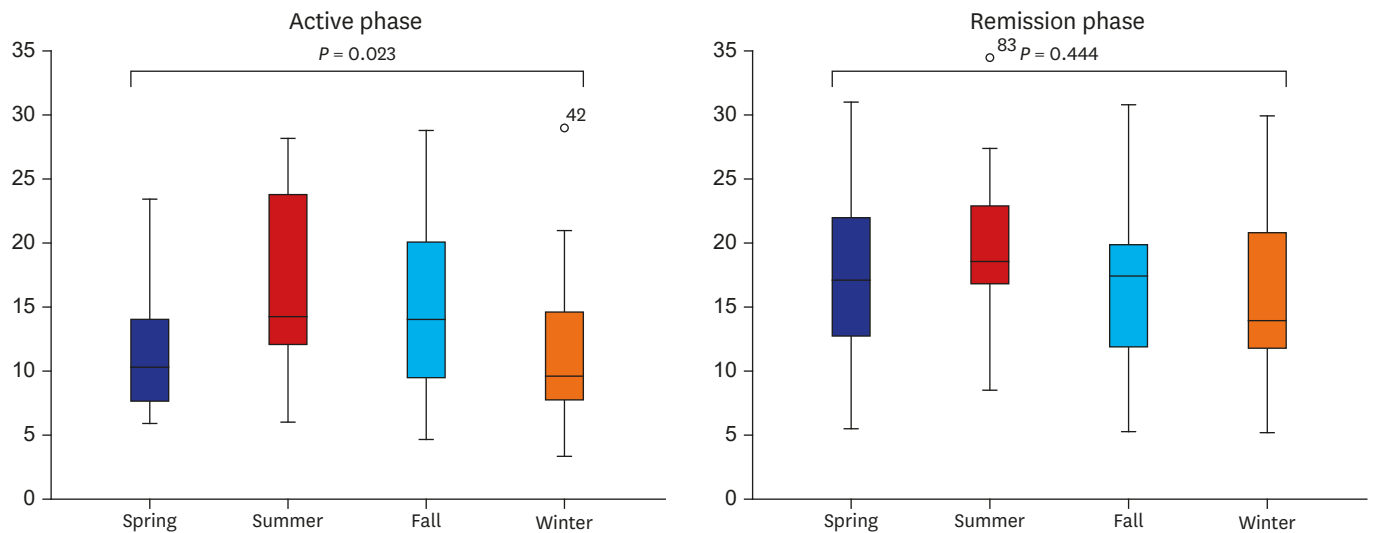 Active phase
P = 0.023
35
30
25
20
15
10
5
0
42
Spring Summer Fall Winter
Remission phase
83 P = 0.444
35
30
25
20
15
10
5
0
Spring Summer Fall Winter